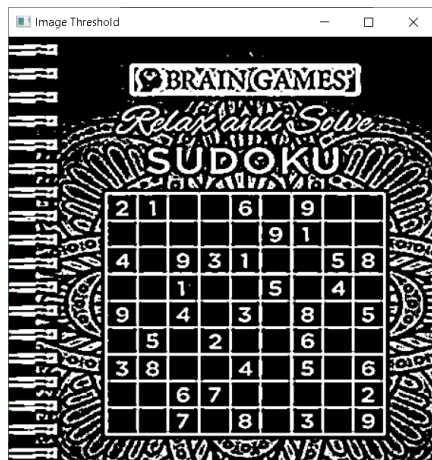 Image Threshold
BRAIN GAMES
Relax and Solve
SUDOKU
2 1 6 9
9 1
4 9 3 1 5 8
1 5 4
9 4 3 8 5
5 2 6
3 8 4 5 6
6 7 2
7 8 3 9